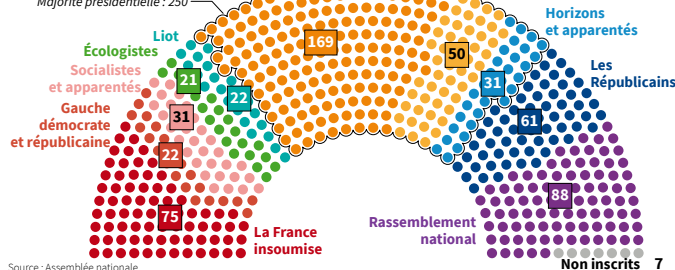 Majorité présidentielle : 250
Horizons
et apparentés
169
50
Liot
Écologistes
Les
Républicains
Socialistes
et apparentés
21
31
22
31
61
Gauche
démocrate
et républicaine
22
88
75
La France
insoumise
Rassemblement
national
Non inscrits 7
Source : Assemblée nationale